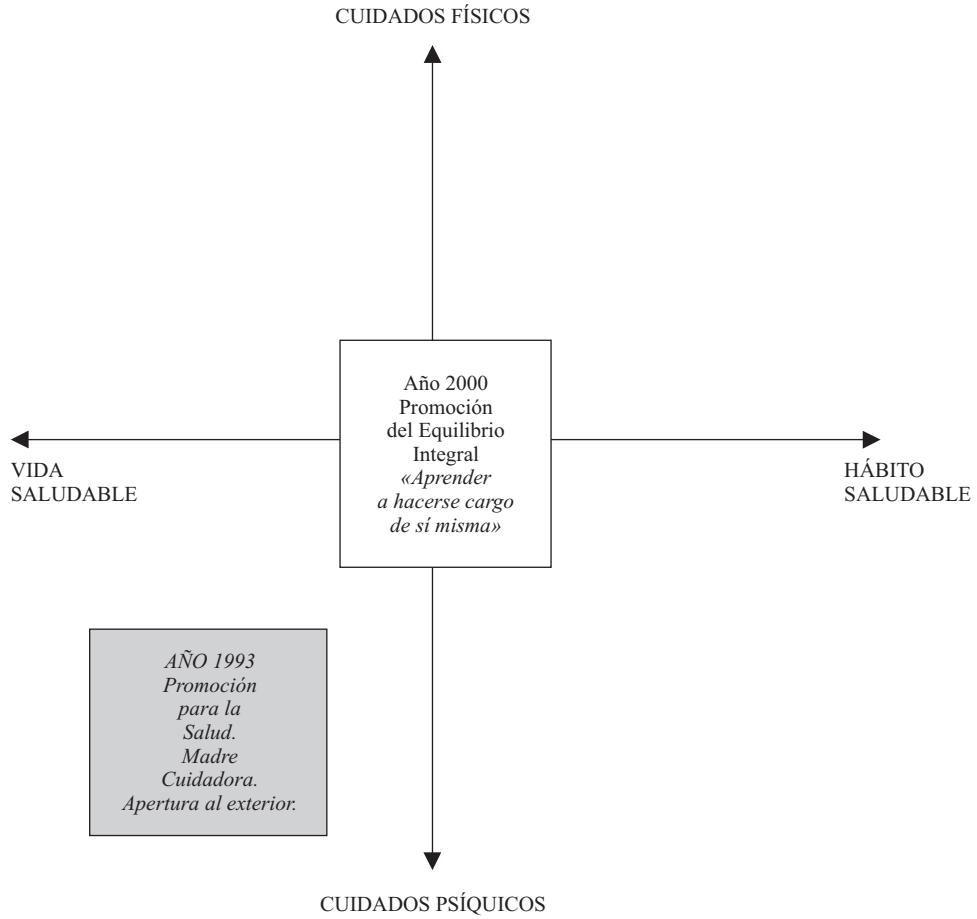 CUIDADOS FÍSICOS
Año 2000
Promoción
del Equilibrio
Integral
«Aprender
a hacerse cargo
de sí misma»
VIDA
SALUDABLE
HÁBITO
SALUDABLE
AÑO 1993
Promoción
para la
Salud.
Madre
Cuidadora.
Apertura al exterior.
CUIDADOS PSÍQUICOS